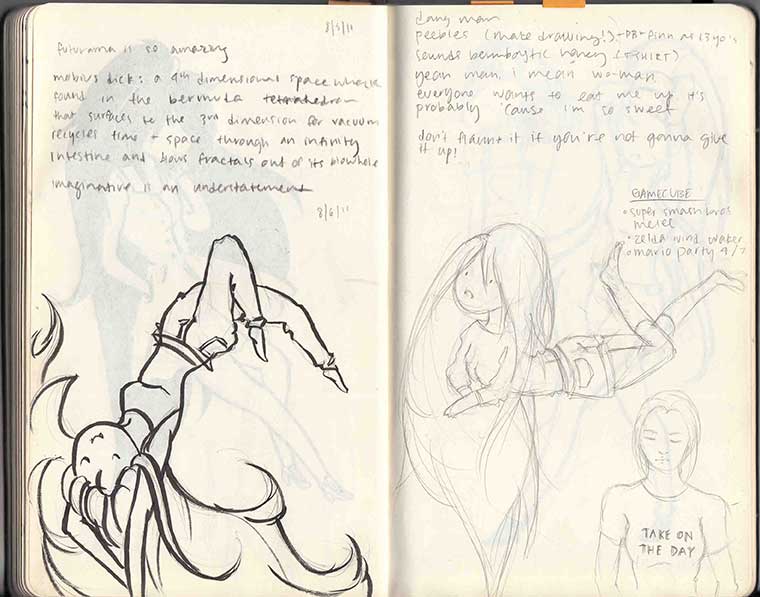 8/5/11
futurama is so amazing
mobius dick: a 4th dimensional space whale
found in the bermuda tetrahedron
that surfaces to the 3rd dimension for vacuum
recycles time + space through an infinity
intestine and blows fractals out of its blowhole
imaginative is an understatement
8/6/11
dang man
peebles (make drawing!) - PB + Finn as 13 yo's
sounds bamboytic honey (TSHIRT)
yeah man. i mean wo-man.
everyone wants to eat me up it's
probably 'cause i'm so sweet
don't flaunt it if you're not gonna give
it up!
GAMECUBE
• super smash bros
melee
• zelda wind waker
• mario party 4/7
TAKE ON
THE DAY